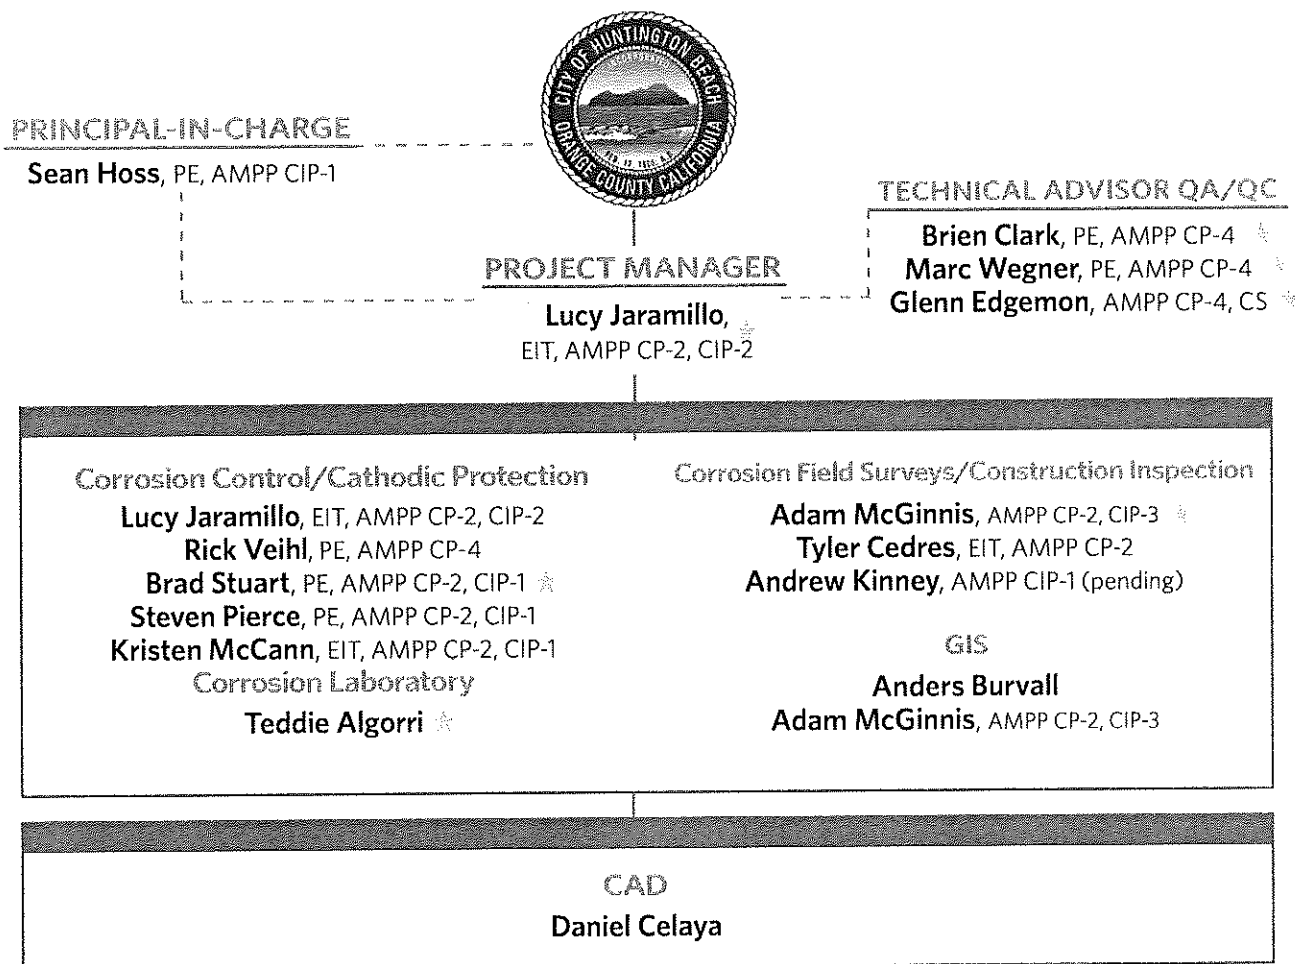 CITY OF HUNTINGTON BEACH
INCORPORATED
ORANGE COUNTY CALIFORNIA
PRINCIPAL-IN-CHARGE
Sean Hoss, PE, AMPP CIP-1
TECHNICAL ADVISOR QA/QC
Brien Clark, PE, AMPP CP-4
Marc Wegner, PE, AMPP CP-4
Glenn Edgemon, AMPP CP-4, CS
PROJECT MANAGER
Lucy Jaramillo,
EIT, AMPP CP-2, CIP-2
Corrosion Control/Cathodic Protection
Lucy Jaramillo, EIT, AMPP CP-2, CIP-2
Rick Veihl, PE, AMPP CP-4
Brad Stuart, PE, AMPP CP-2, CIP-1
Steven Pierce, PE, AMPP CP-2, CIP-1
Kristen McCann, EIT, AMPP CP-2, CIP-1
Corrosion Laboratory
Teddie Algorri
Corrosion Field Surveys/Construction Inspection
Adam McGinnis, AMPP CP-2, CIP-3
Tyler Cedres, EIT, AMPP CP-2
Andrew Kinney, AMPP CIP-1 (pending)
GIS
Anders Burvall
Adam McGinnis, AMPP CP-2, CIP-3
CAD
Daniel Celaya